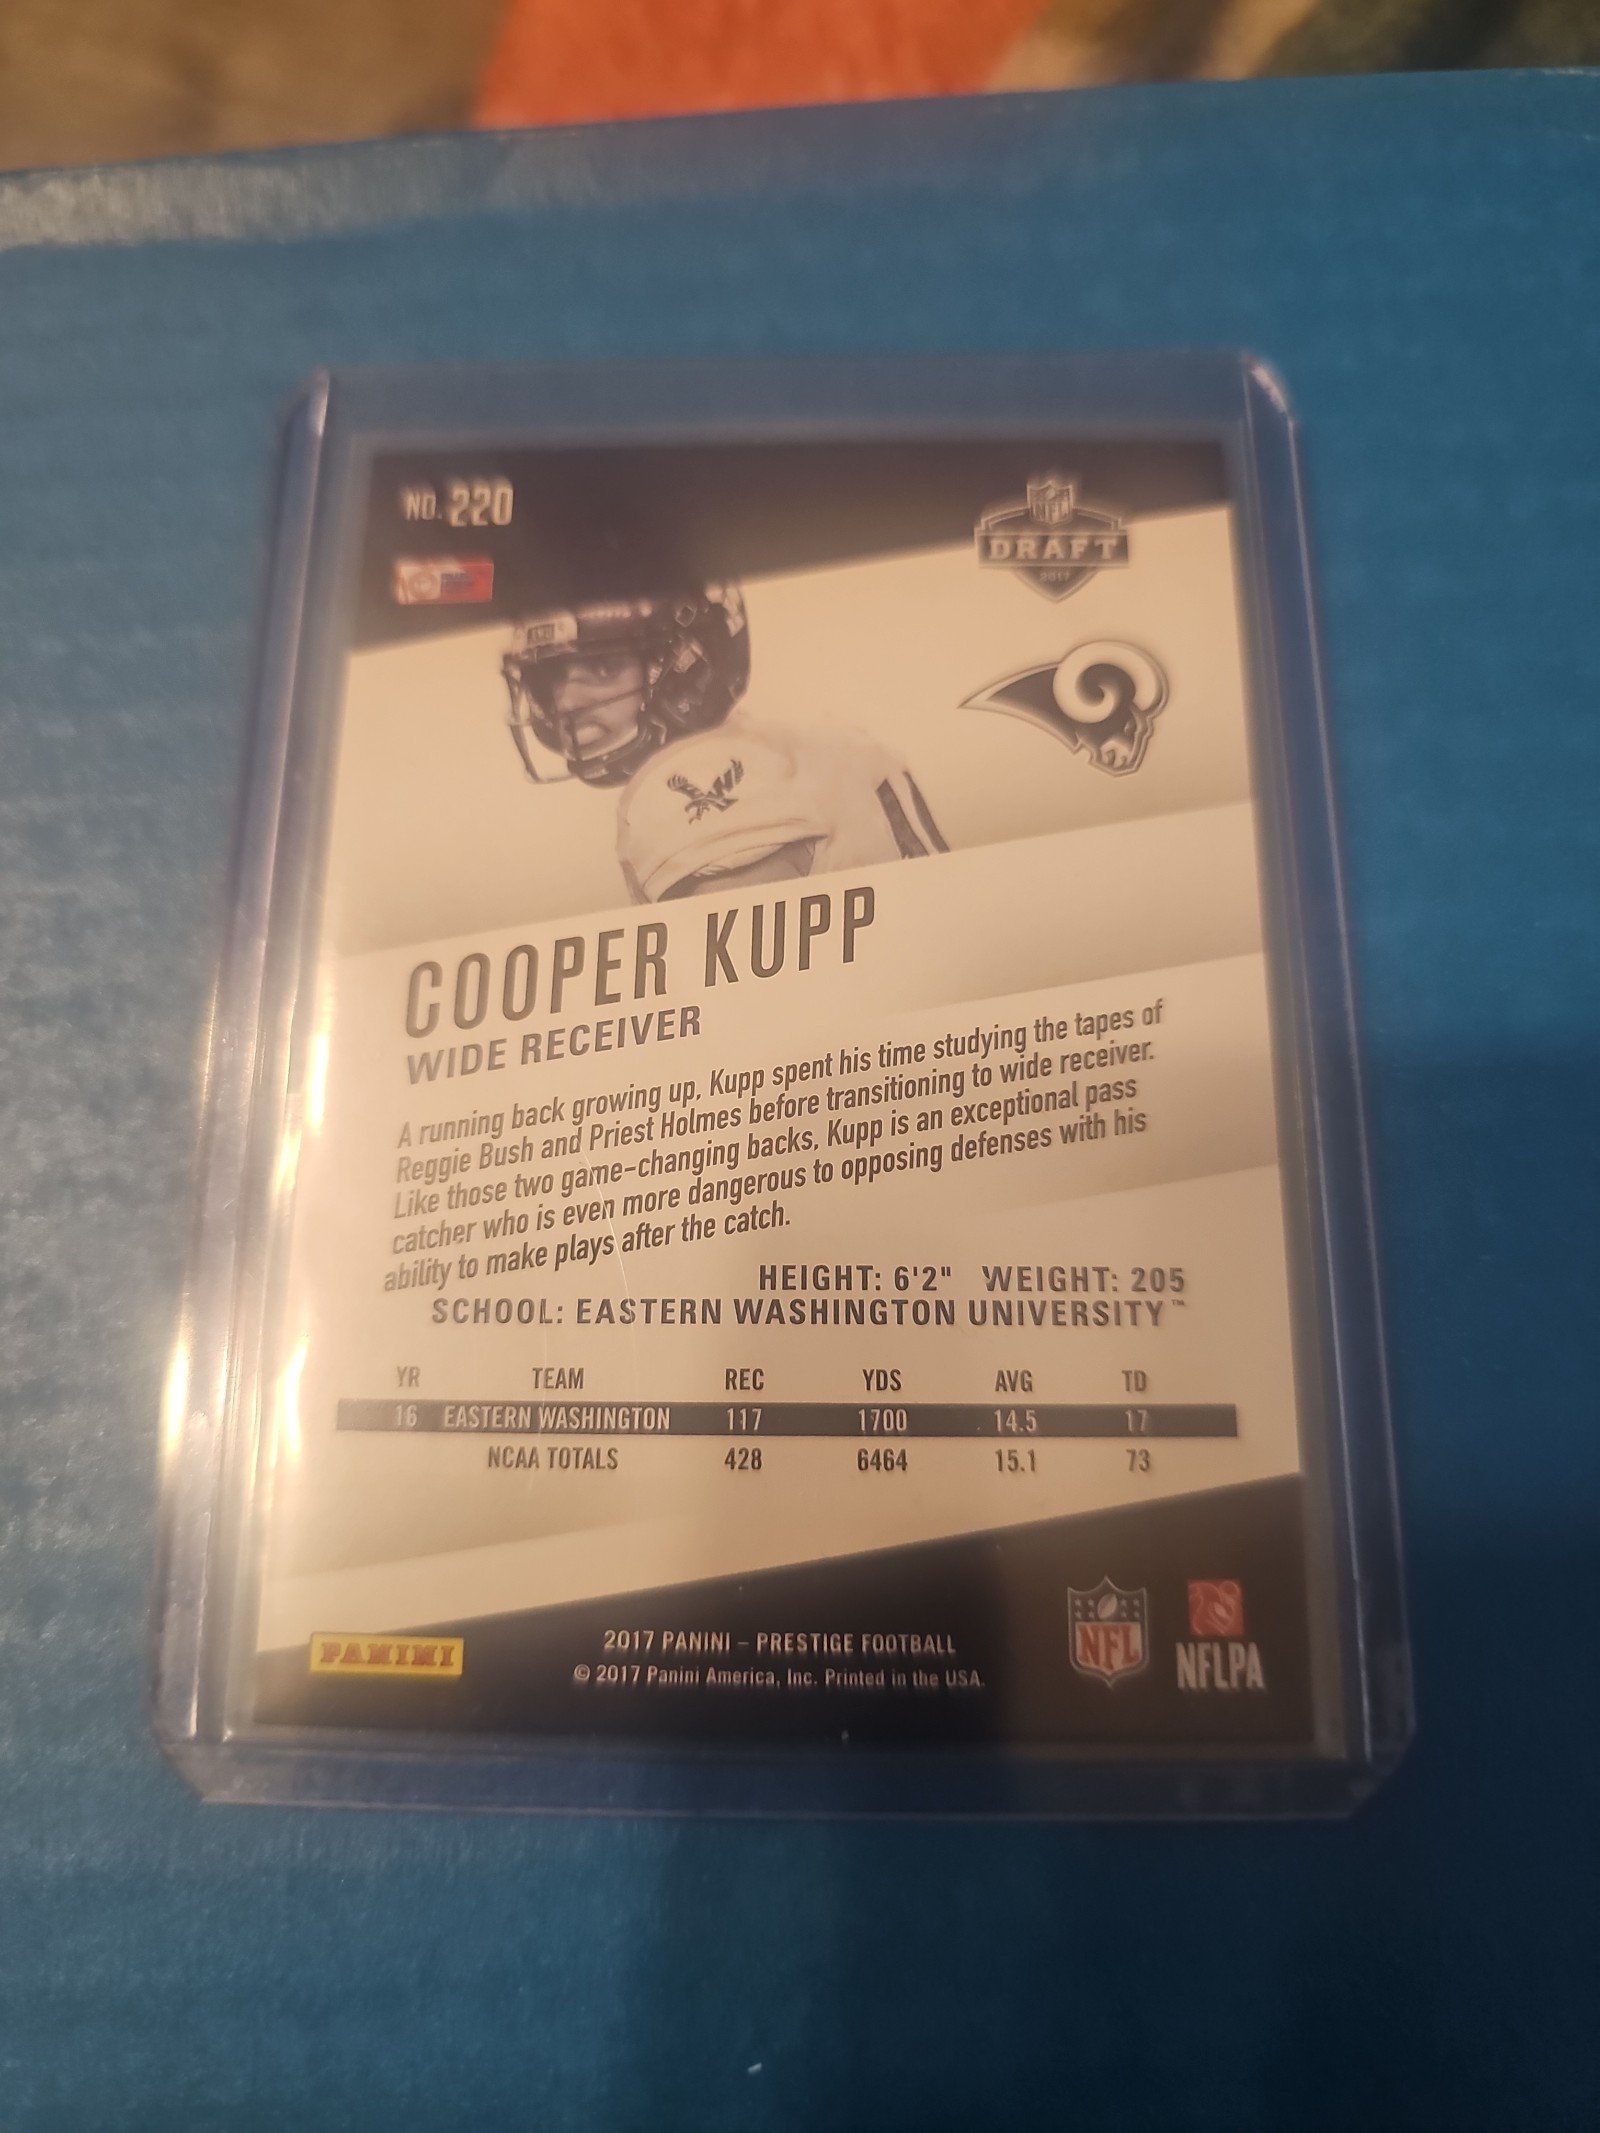 NO. 220
NFL
DRAFT
2017
COOPER KUPP
WIDE RECEIVER
A running back growing up, Kupp spent his time studying the tapes of
Reggie Bush and Priest Holmes before transitioning to wide receiver.
Like those two game-changing backs, Kupp is an exceptional pass
catcher who is even more dangerous to opposing defenses with his
ability to make plays after the catch.
HEIGHT: 6'2" WEIGHT: 205
SCHOOL: EASTERN WASHINGTON UNIVERSITY™
YR TEAM REC YDS AVG TD
16 EASTERN WASHINGTON 117 1700 14.5 17
NCAA TOTALS 428 6464 15.1 73
PANINI
2017 PANINI – PRESTIGE FOOTBALL
© 2017 Panini America, Inc. Printed in the USA.
NFL
NFLPA